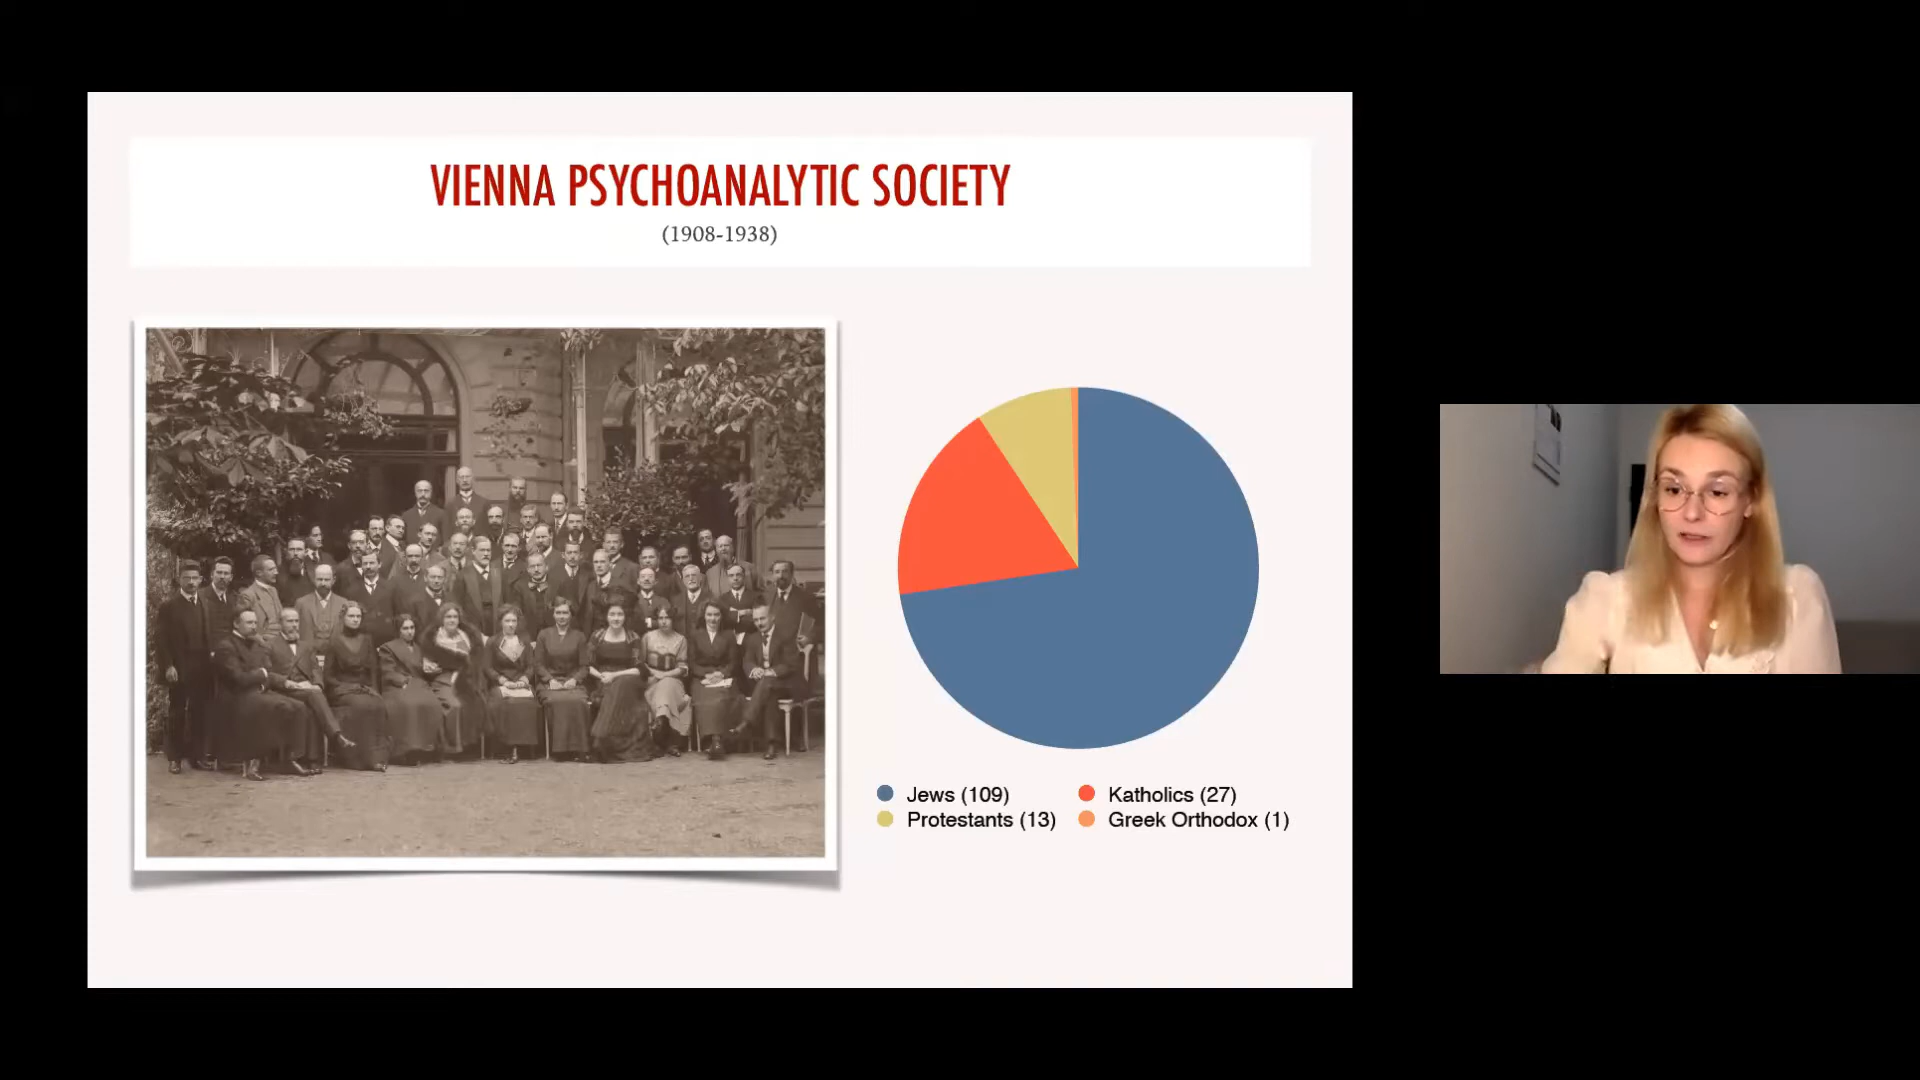 VIENNA PSYCHOANALYTIC SOCIETY
(1908-1938)
Jews (109) Katholics (27)
Protestants (13) Greek Orthodox (1)